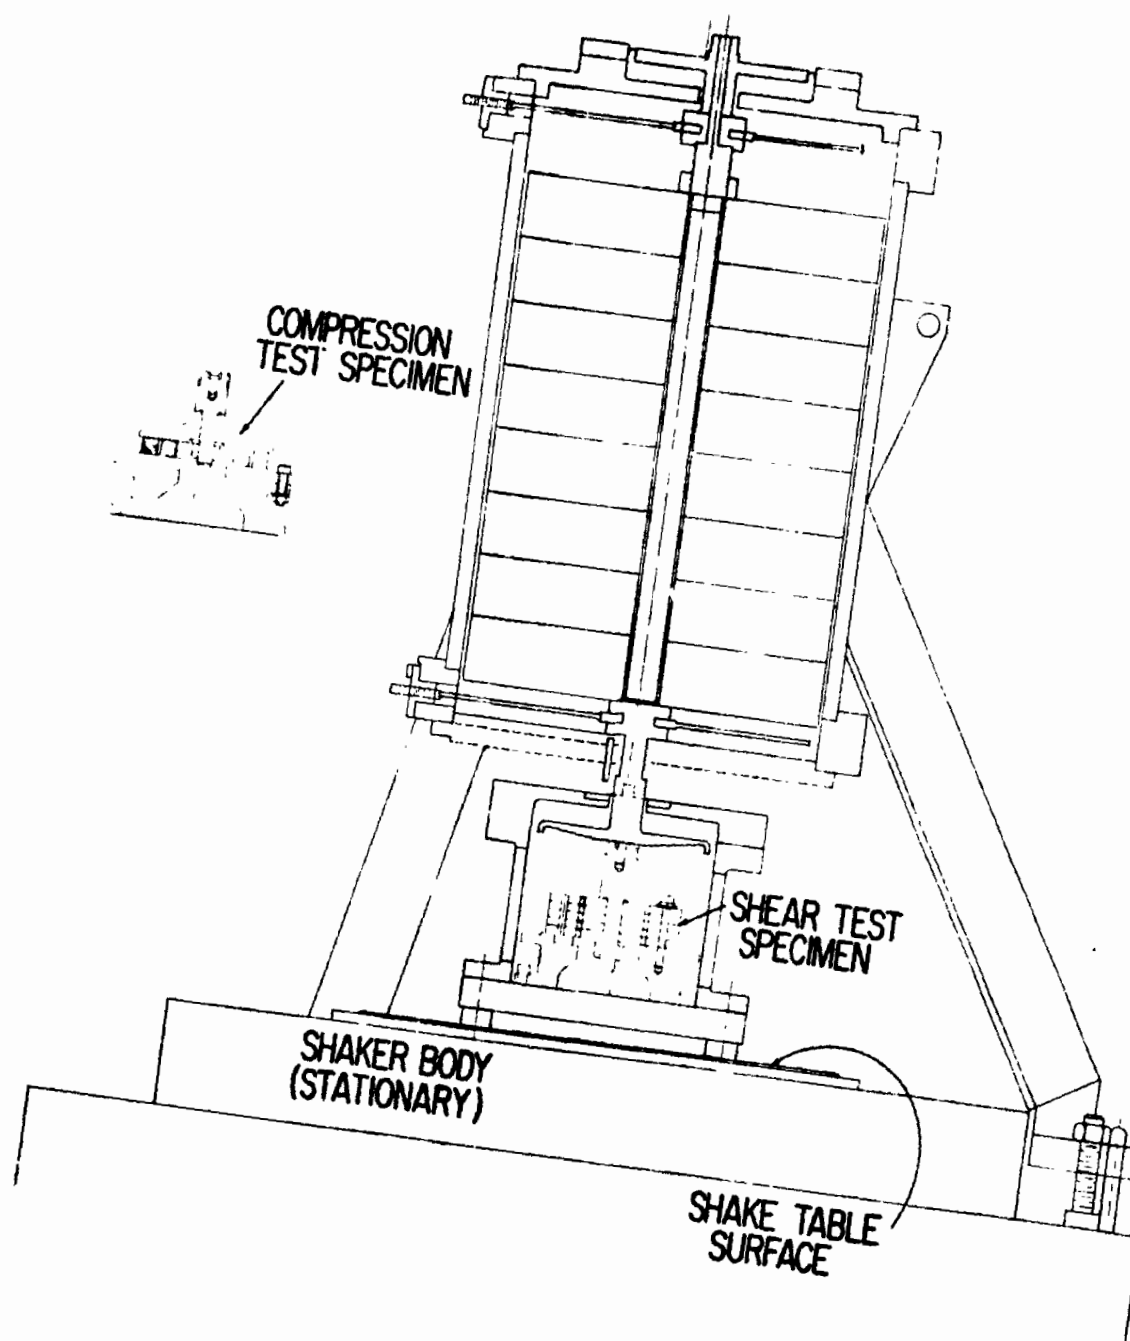 COMPRESSION
TEST SPECIMEN
SHEAR TEST
SPECIMEN
SHAKER BODY
(STATIONARY)
SHAKE TABLE
SURFACE